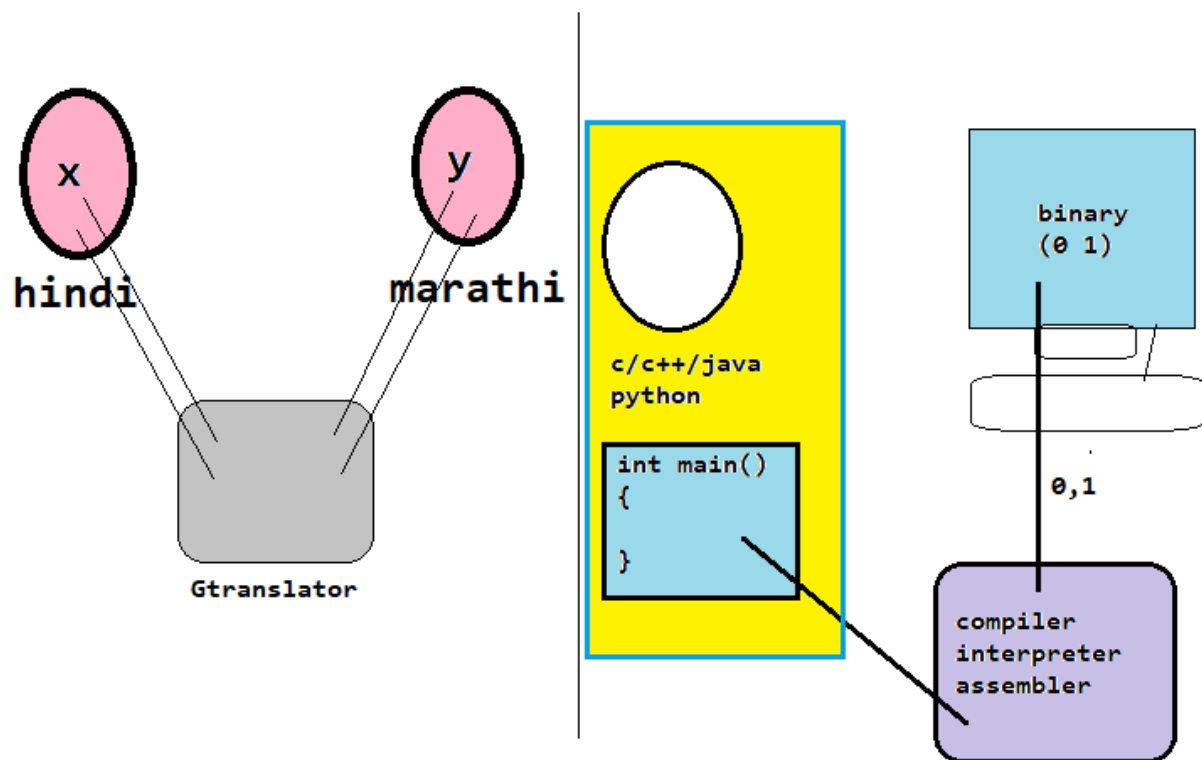 x
y
hindi
marathi
Gtranslator
c/c++/java
python
int main()
{
}
binary
(0 1)
0,1
compiler
interpreter
assembler